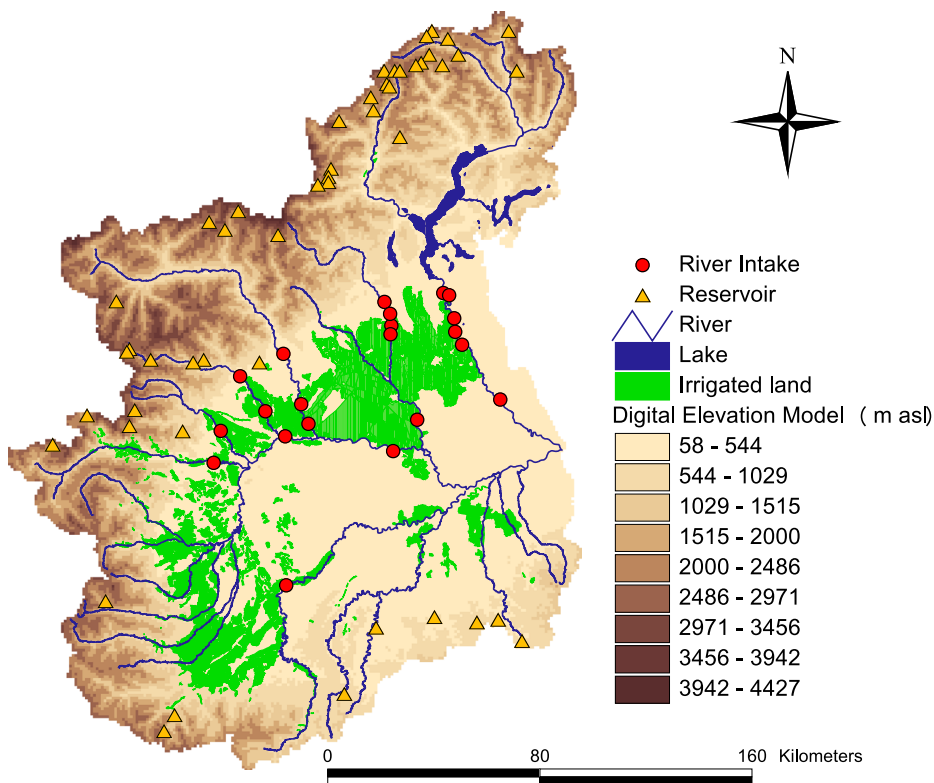 N
River Intake
Reservoir
River
Lake
Irrigated land
Digital Elevation Model ( m asl)
58 - 544
544 - 1029
1029 - 1515
1515 - 2000
2000 - 2486
2486 - 2971
2971 - 3456
3456 - 3942
3942 - 4427
0 80 160 Kilometers